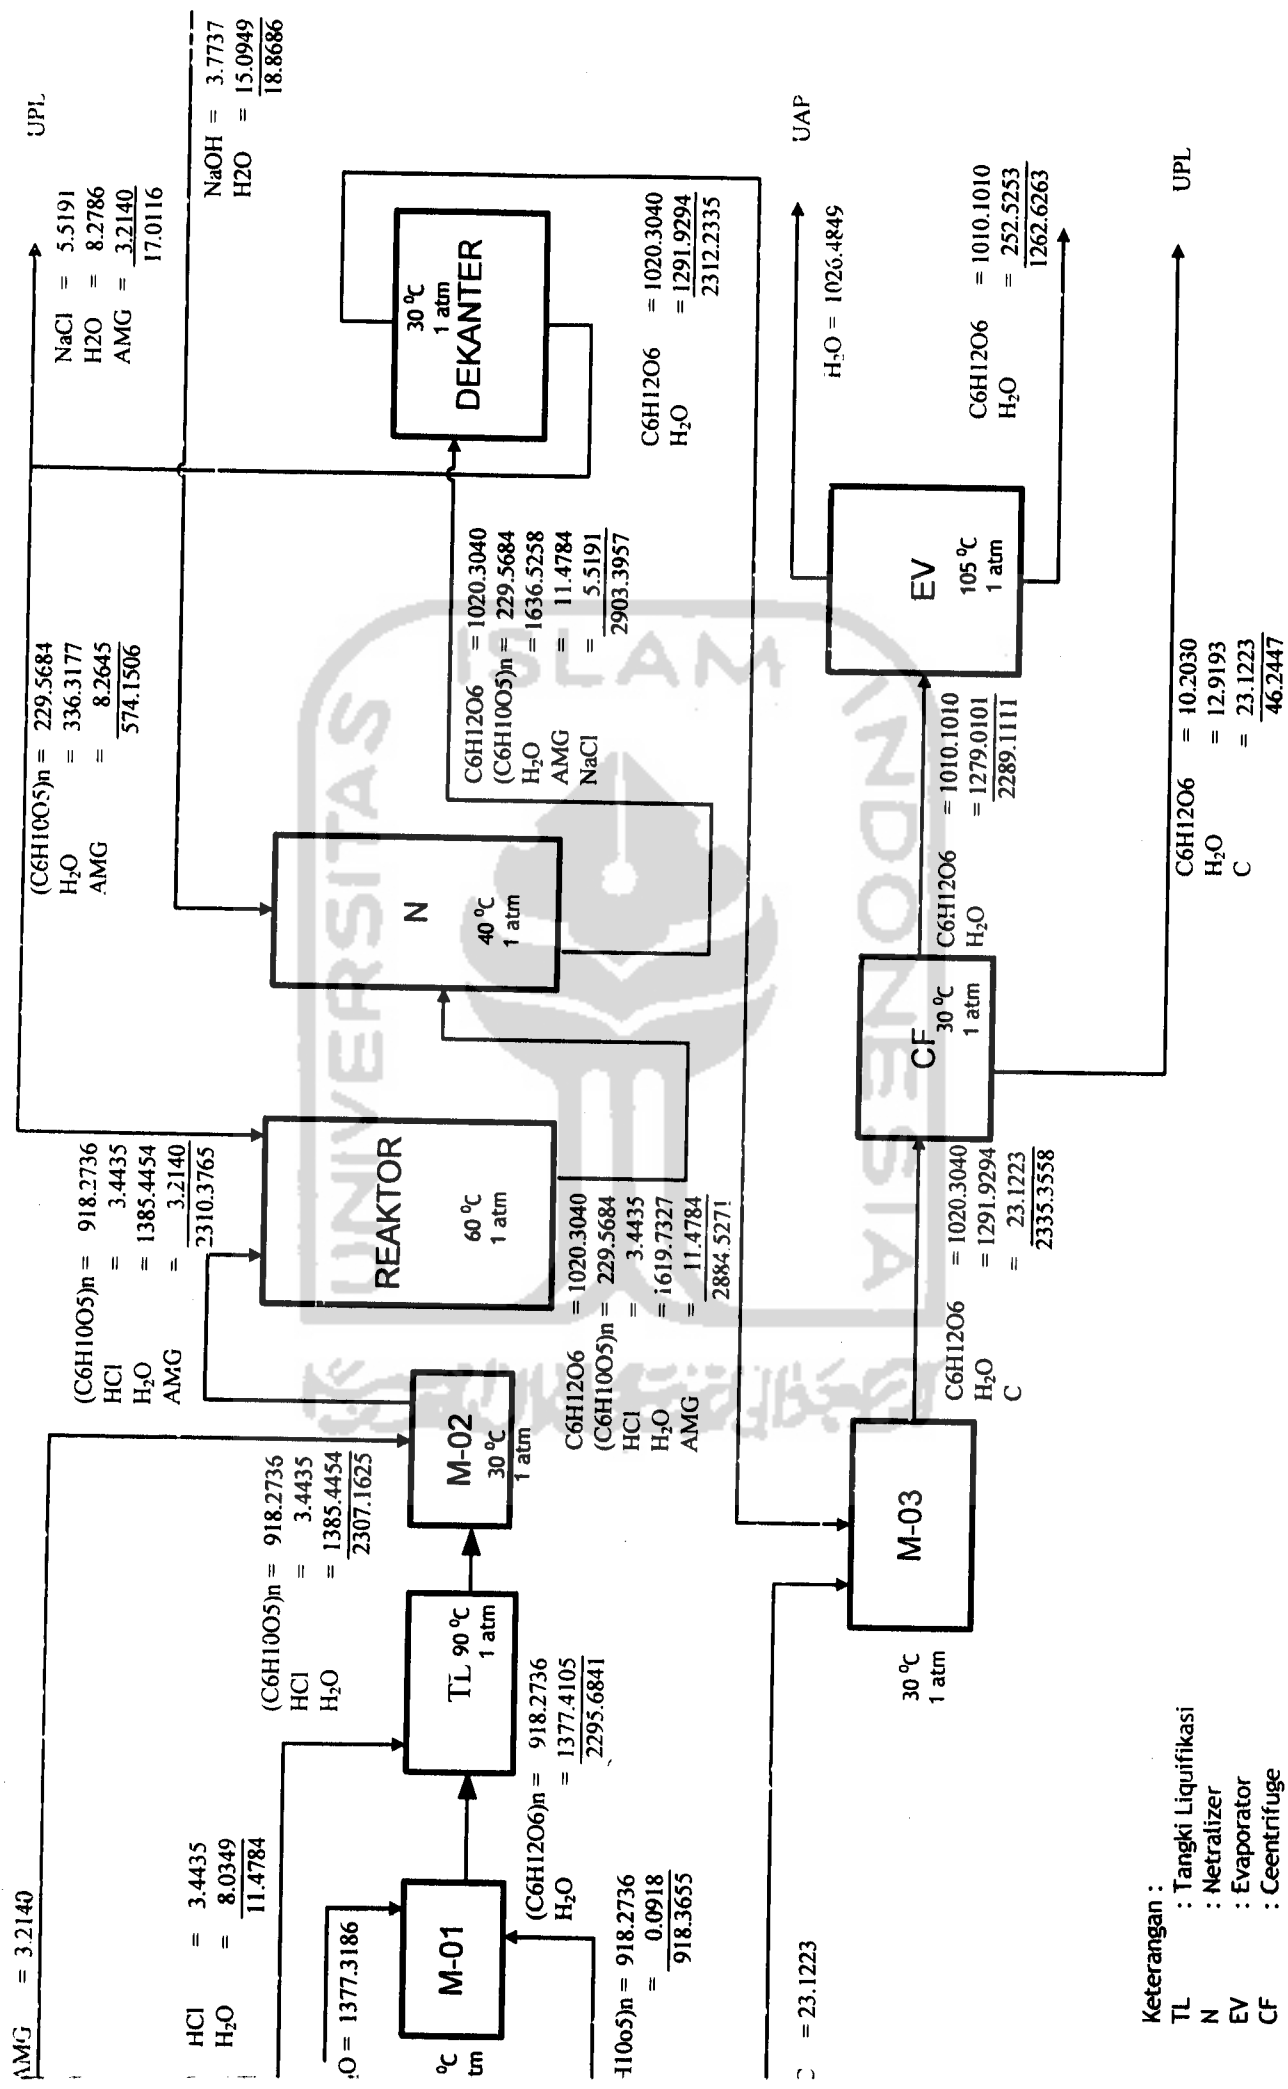 AMG = 3.2140
HCl = 3.4435
H2O = 8.0349
11.4784
= 1377.3186
M-01
H10o5)n = 918.2736
= 0.0918
918.3655
(C6H12O6)n = 918.2736
H2O = 1377.4105
2295.6841
TL 90 °C
1 atm
(C6H10O5)n = 918.2736
HCl = 3.4435
H2O = 1385.4454
2307.1625
M-02
30 °C
1 atm
(C6H10O5)n = 918.2736
HCl = 3.4435
H2O = 1385.4454
AMG = 3.2140
2310.3765
REAKTOR
60 °C
1 atm
C6H12O6 = 1020.3040
(C6H10O5)n = 229.5684
HCl = 3.4435
H2O = 1619.7327
AMG = 11.4784
2884.5271
(C6H10O5)n = 229.5684
H2O = 336.3177
AMG = 8.2645
574.1506
N
40 °C
1 atm
C6H12O6 = 1020.3040
(C6H10O5)n = 229.5684
H2O = 1636.5258
AMG = 11.4784
NaCl = 5.5191
2903.3957
UPL
NaCl = 5.5191
H2O = 8.2786
AMG = 3.2140
17.0116
NaOH = 3.7737
H2O = 15.0949
18.8686
30 °C
1 atm
DEKANTER
C6H12O6 = 1020.3040
H2O = 1291.9294
2312.2335
= 23.1223
M-03
30 °C
1 atm
C6H12O6 = 1020.3040
H2O = 1291.9294
C = 23.1223
2335.3558
CF
30 °C
1 atm
C6H12O6 = 1010.1010
H2O = 1279.0101
2289.1111
EV
105 °C
1 atm
UAP
H2O = 1026.4849
C6H12O6 = 1010.1010
H2O = 252.5253
1262.6263
UPL
C6H12O6 = 10.2030
H2O = 12.9193
C = 23.1223
46.2447
Keterangan :
TL : Tangki Liquifikasi
N : Netralizer
EV : Evaporator
CF : Ceentrifuge
UNIVERSITAS
ISLAM
INDONESIA